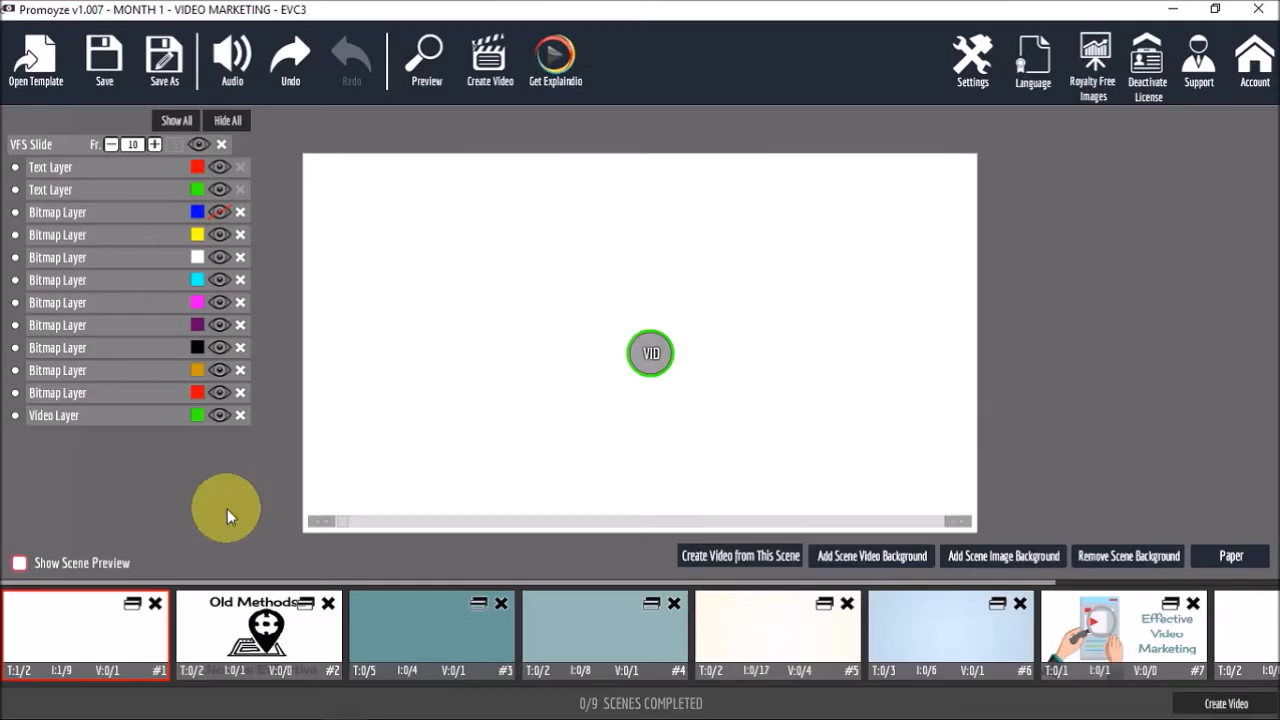 Promoyze v1.007 - MONTH 1 - VIDEO MARKETING - EVC3
Open Template
Save
Save As
Audio
Undo
Redo
Preview
Create Video
Get Explaindio
Settings
Language
Royalty Free
Images
Deactivate
License
Support
Account
Show All
Hide All
VFS Slide Fr. 10
Text Layer
Text Layer
Bitmap Layer
Bitmap Layer
Bitmap Layer
Bitmap Layer
Bitmap Layer
Bitmap Layer
Bitmap Layer
Bitmap Layer
Bitmap Layer
Video Layer
VID
Create Video from This Scene
Add Scene Video Background
Add Scene Image Background
Remove Scene Background
Paper
Show Scene Preview
T:1/2 I:1/9 V:0/1 #1
Old Methods
T:0/2 I:0/1 V:0/0 #2
T:0/5 I:0/4 V:0/1 #3
T:0/2 I:0/8 V:0/1 #4
T:0/2 I:0/17 V:0/4 #5
T:0/3 I:0/6 V:0/1 #6
Effective
Video
Marketing
T:0/1 I:0/1 V:0/0 #7
T:0/2
0/9 SCENES COMPLETED
Create Video